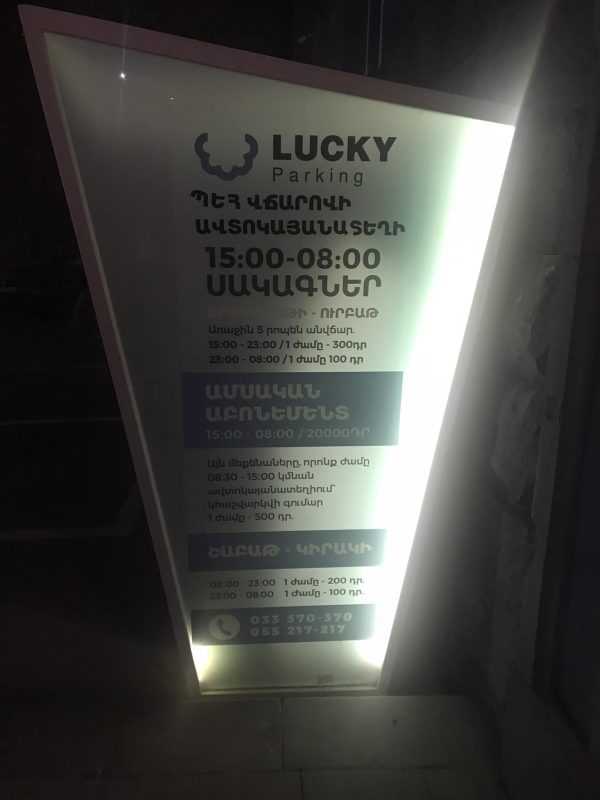 LUCKY
Parking
ՊԵՀ ՎՃԱՐՈՎԻ
ԱՎՏՈԿԱՅԱՆԱՏԵՂԻ
15:00-08:00
ՍԱԿԱԳՆԵՐ
- ՈՒՐԲԱԹ
Առաջին 5 րոպեն անվճար.
15:00 - 23:00 / 1 ժամը - 300դր
23:00 - 08:00 / 1 ժամը 100 դր
ԱՄՍԱԿԱՆ
ԱԲՈՆԵՄԵՆՏ
15:00 - 08:00 / 20000ԴՐ
Այն մեքենաները, որոնք ժամը
08:30 - 15:00 կմնան
ավտոկայանատեղիում՝
կհաշվարկվի գումար
1 ժամը - 500 դր.
ՇԱԲԱԹ - ԿԻՐԱԿԻ
08:00 - 23:00 1 ժամը - 200 դր.
23:00 - 08:00 1 ժամը - 100 դր.
033 570-370
055 217-217